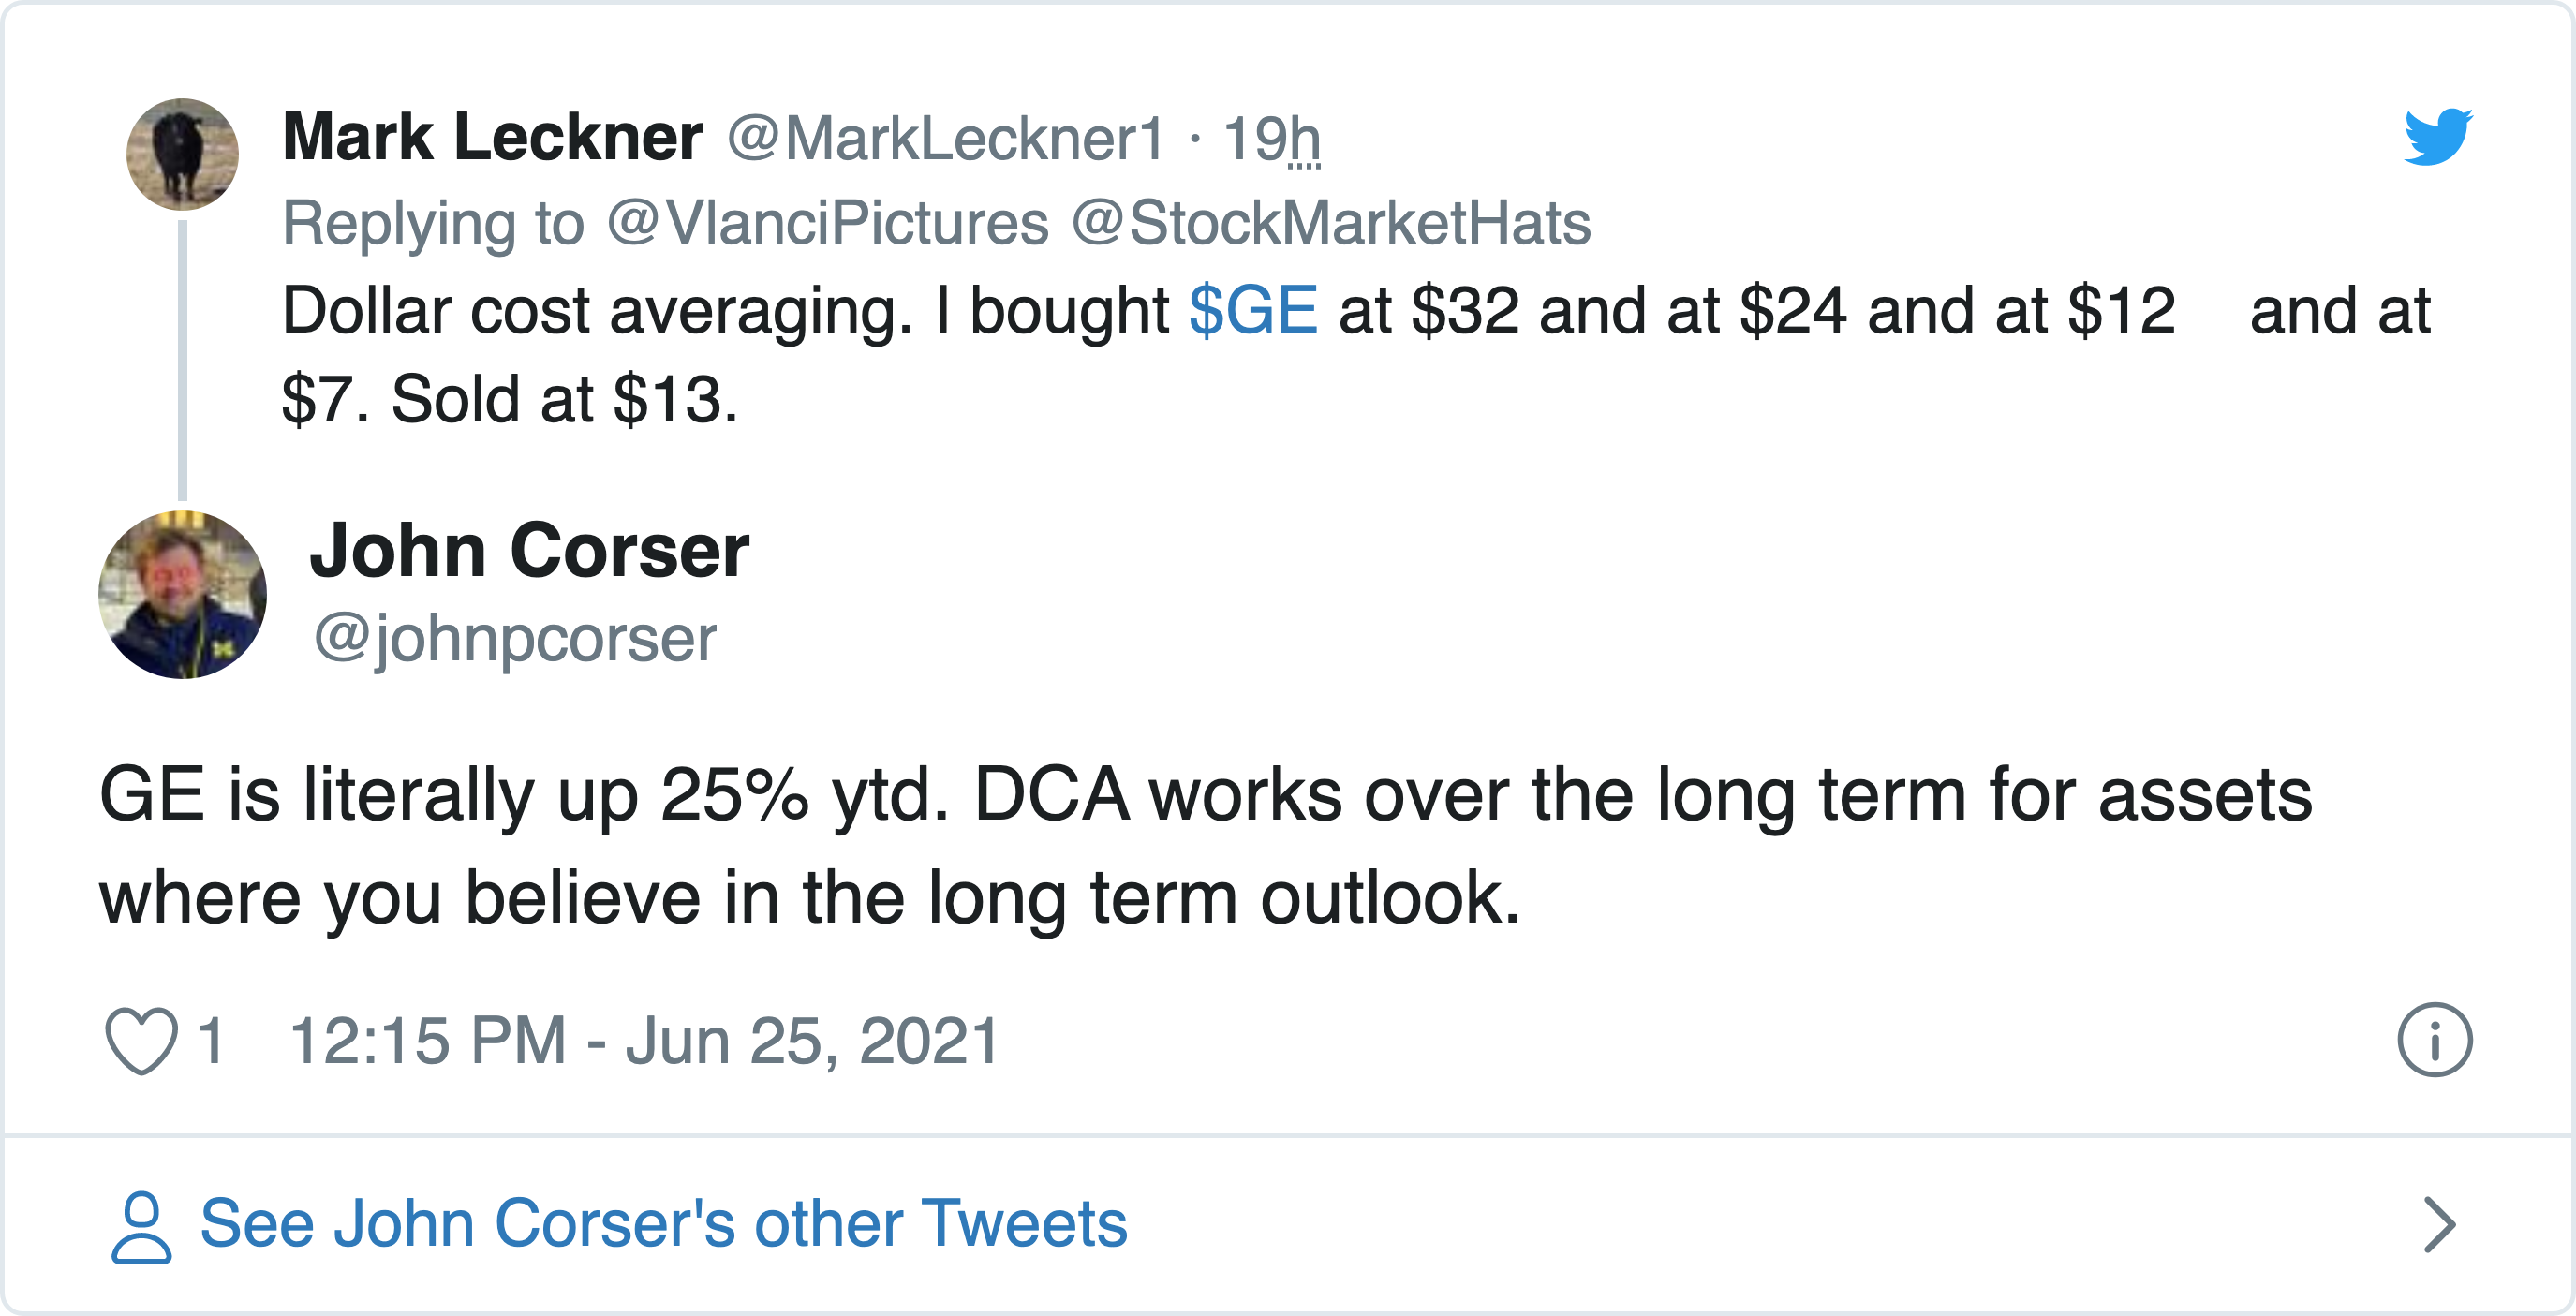 Mark Leckner @MarkLeckner1 · 19h
Replying to @VlanciPictures @StockMarketHats
Dollar cost averaging. I bought $GE at $32 and at $24 and at $12 and at
$7. Sold at $13.
John Corser
@johnpcorser
GE is literally up 25% ytd. DCA works over the long term for assets
where you believe in the long term outlook.
1 12:15 PM - Jun 25, 2021
See John Corser's other Tweets